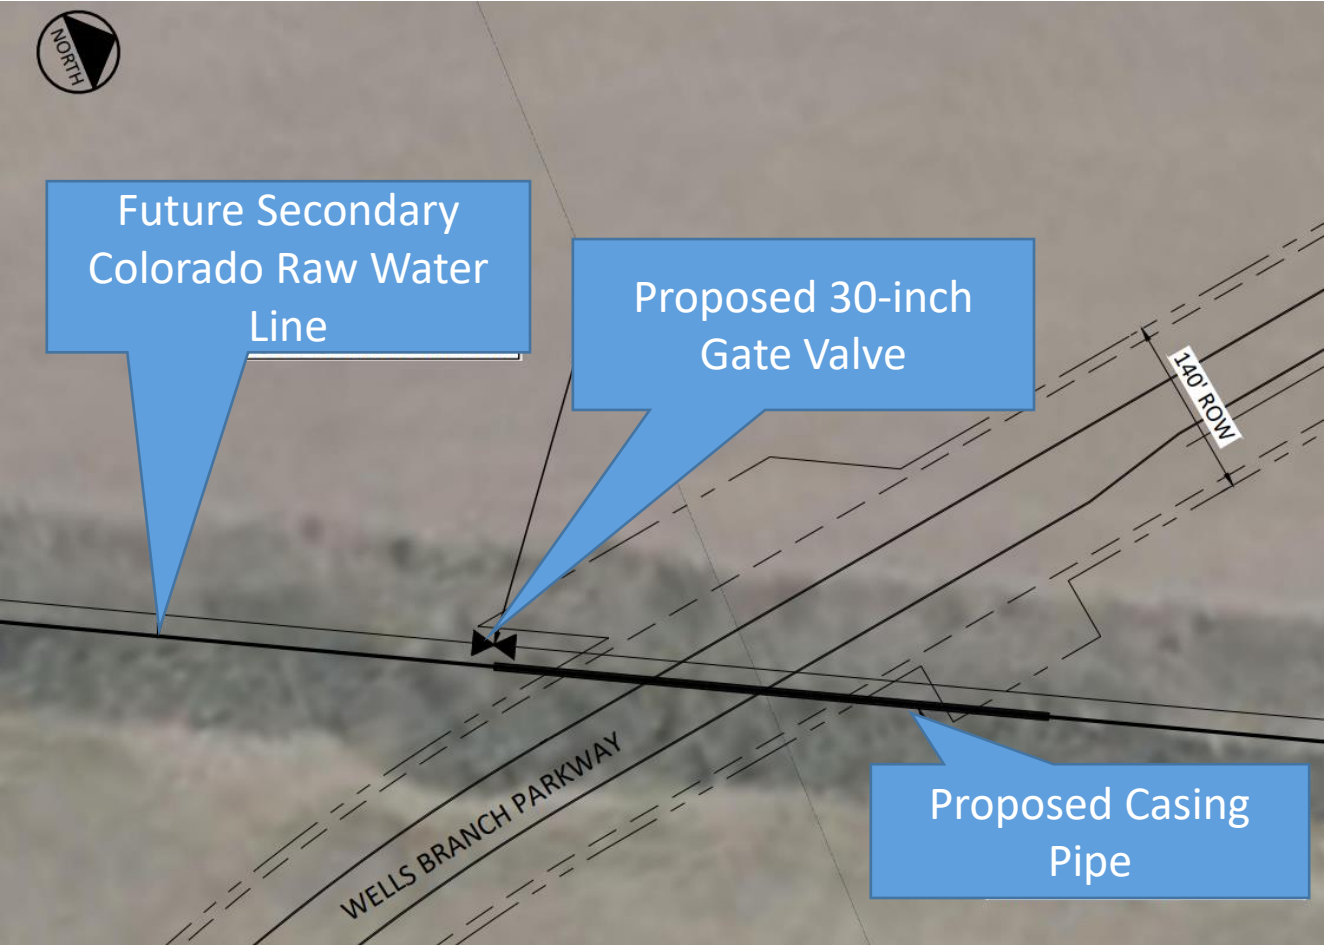 NORTH
Future Secondary
Colorado Raw Water
Line
Proposed 30-inch
Gate Valve
140' ROW
WELLS BRANCH PARKWAY
Proposed Casing
Pipe